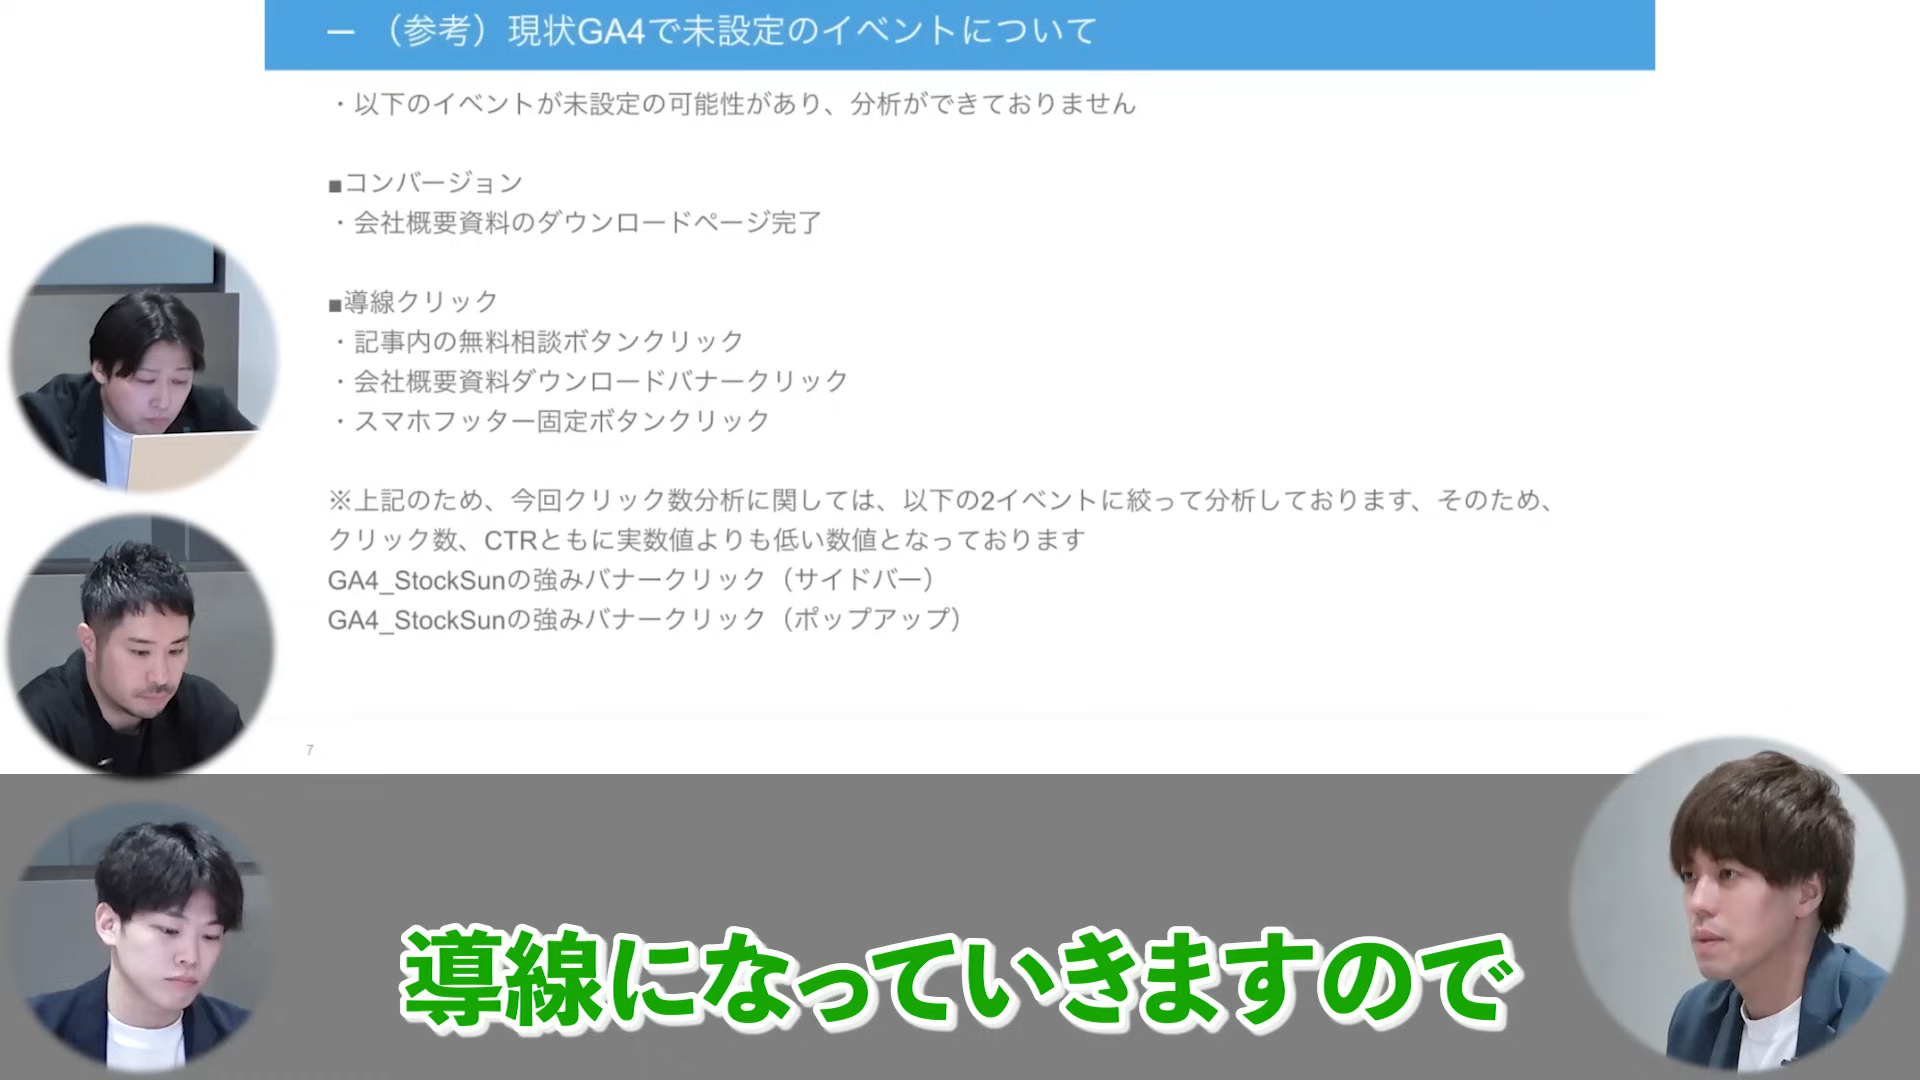 ― （参考）現状GA4で未設定のイベントについて
・以下のイベントが未設定の可能性があり、分析ができておりません
■コンバージョン
・会社概要資料のダウンロードページ完了
■導線クリック
・記事内の無料相談ボタンクリック
・会社概要資料ダウンロードバナークリック
・スマホフッター固定ボタンクリック
※上記のため、今回クリック数分析に関しては、以下の2イベントに絞って分析しております、そのため、
クリック数、CTRともに実数値よりも低い数値となっております
GA4_StockSunの強みバナークリック（サイドバー）
GA4_StockSunの強みバナークリック（ポップアップ）
7
導線になっていきますので